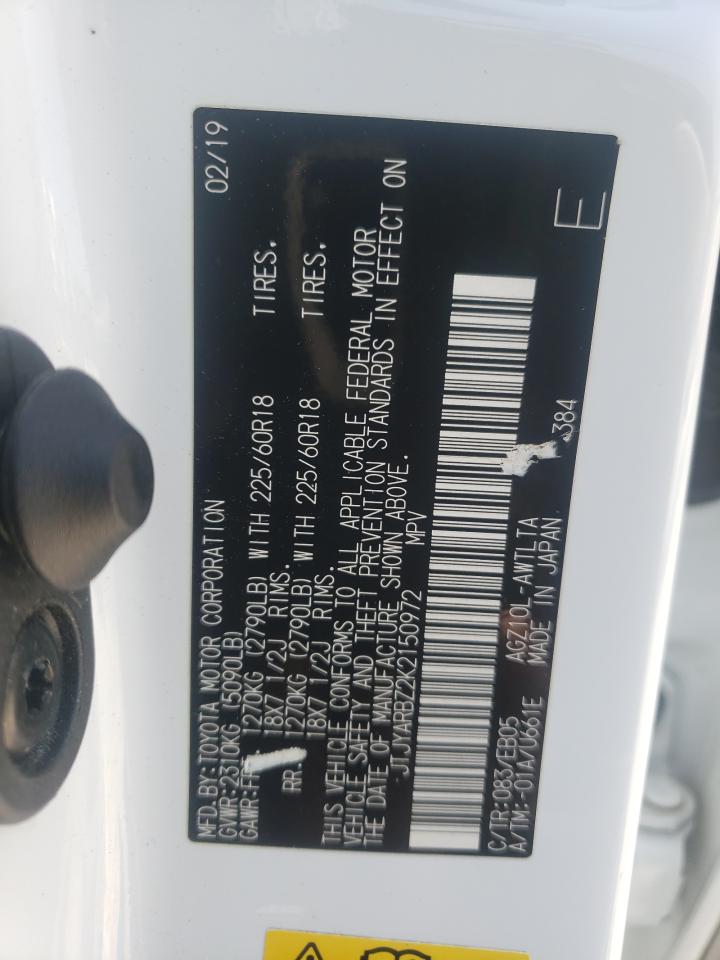 MFD.BY:TOYOTA MOTOR CORPORATION 02/19
GVWR:2310KG (5090LB)
GAWR: 1270KG (2790LB) WITH 225/60R18 TIRES.
18X7 1/2J RIMS.
RR 1270KG (2790LB) WITH 225/60R18 TIRES.
18X7 1/2J RIMS.
THIS VEHICLE CONFORMS TO ALL APPLICABLE FEDERAL MOTOR
VEHICLE SAFETY AND THEFT PREVENTION STANDARDS IN EFFECT ON
THE DATE OF MANUFACTURE SHOWN ABOVE.
JTJYARBZ2K2150972 MPV
E
C/TR:083/EB05 AGZ10L-AWTLTA 384
A/TM:-01A/U661E MADE IN JAPAN